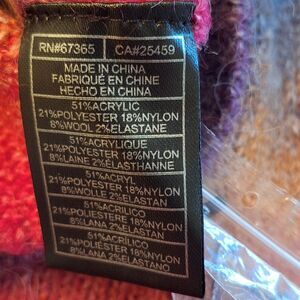 RN#67365 CA#25459
MADE IN CHINA
FABRIQUÉ EN CHINE
HECHO EN CHINA
51%ACRYLIC
21%POLYESTER 18%NYLON
8%WOOL 2%ELASTANE
51%ACRYLIQUE
21%POLYESTER 18%NYLON
8%LAINE 2%ÉLASTHANNE
51%ACRYL
21%POLYESTER 18%NYLON
8%WOLLE 2%ELASTAN
51%ACRILICO
21%POLIESTERE 18%NYLON
8%LANA 2%ELASTAN
51%ACRÍLICO
21%POLIÉSTER 18%NYLON
8%LANA 2%ELASTANO